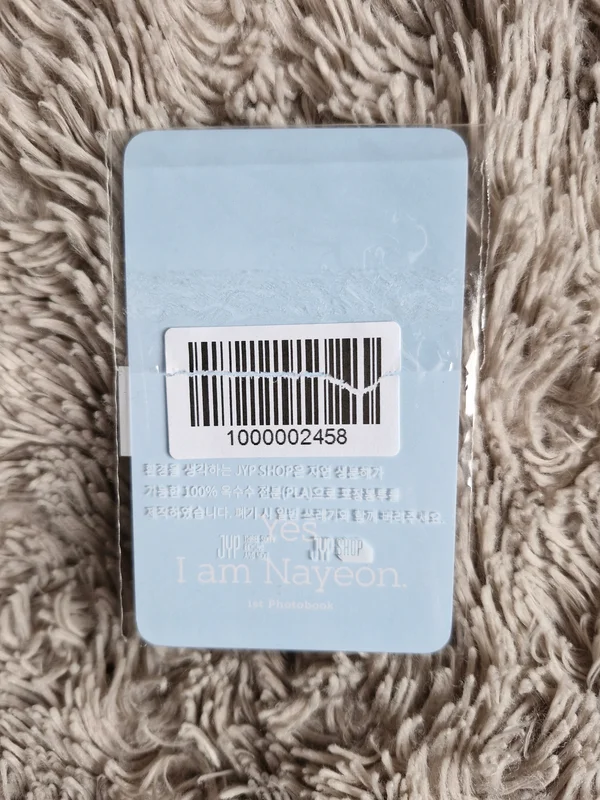 1000002458
환경을 생각하는 JYP SHOP은 자연 생분해가
가능한 100% 옥수수 전분(PLA)으로 포장봉투를
제작하였습니다. 폐기 시 일반 쓰레기와 함께 버려주세요.
Yes,
JYP JYP SHOP
I am Nayeon.
1st Photobook